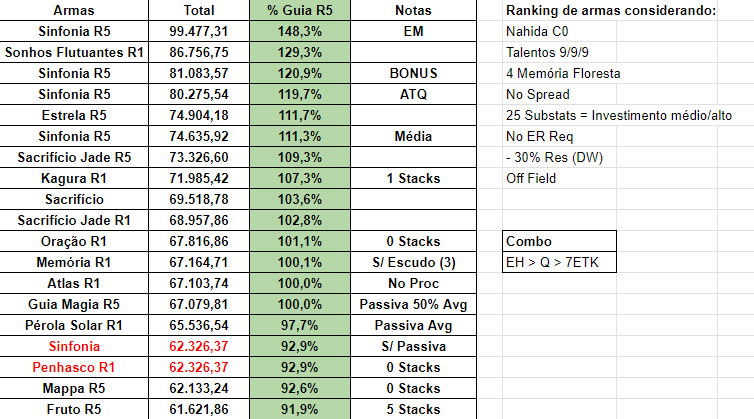 Armas Total % Guia R5 Notas
Sinfonia R5 99.477,31 148,3% EM
Sonhos Flutuantes R1 86.756,75 129,3%
Sinfonia R5 81.083,57 120,9% BONUS
Sinfonia R5 80.275,54 119,7% ATQ
Estrela R5 74.904,18 111,7%
Sinfonia R5 74.635,92 111,3% Média
Sacrifício Jade R5 73.326,60 109,3%
Kagura R1 71.985,42 107,3% 1 Stacks
Sacrifício 69.518,78 103,6%
Sacrifício Jade R1 68.957,86 102,8%
Oração R1 67.816,86 101,1% 0 Stacks
Memória R1 67.164,71 100,1% S/ Escudo (3)
Atlas R1 67.103,74 100,0% No Proc
Guia Magia R5 67.079,81 100,0% Passiva 50% Avg
Pérola Solar R1 65.536,54 97,7% Passiva Avg
Sinfonia 62.326,37 92,9% S/ Passiva
Penhasco R1 62.326,37 92,9% 0 Stacks
Mappa R5 62.133,24 92,6% 0 Stacks
Fruto R5 61.621,86 91,9% 5 Stacks
Ranking de armas considerando:
Nahida C0
Talentos 9/9/9
4 Memória Floresta
No Spread
25 Substats = Investimento médio/alto
No ER Req
- 30% Res (DW)
Off Field
Combo
EH > Q > 7ETK